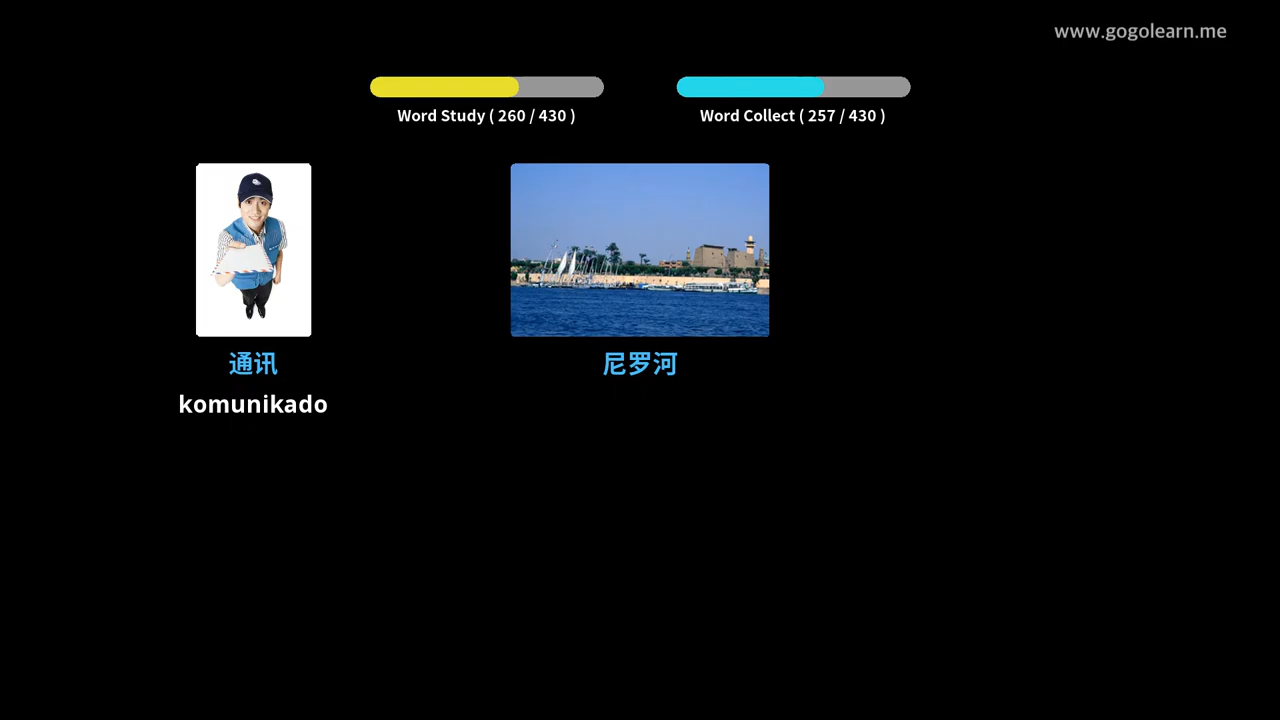 www.gogolearn.me
Word Study ( 260 / 430 )
Word Collect ( 257 / 430 )
通讯
尼罗河
komunikado